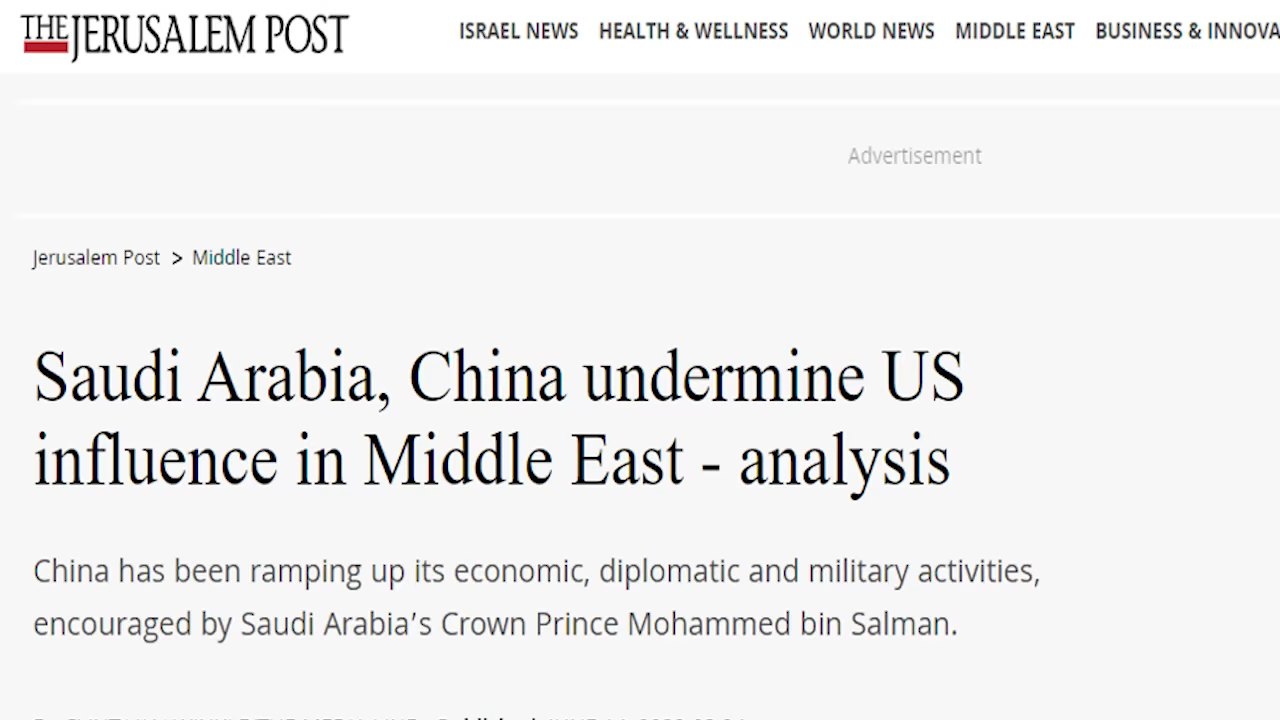 THE JERUSALEM POST
ISRAEL NEWS HEALTH & WELLNESS WORLD NEWS MIDDLE EAST BUSINESS & INNOVA
Advertisement
Jerusalem Post > Middle East
Saudi Arabia, China undermine US
influence in Middle East - analysis
China has been ramping up its economic, diplomatic and military activities,
encouraged by Saudi Arabia’s Crown Prince Mohammed bin Salman.